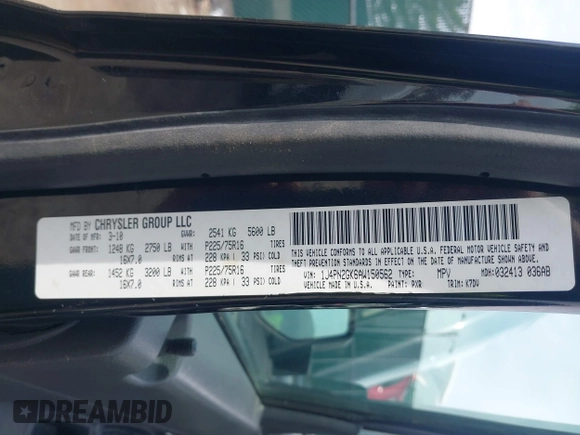 MFD BY CHRYSLER GROUP LLC
DATE OF MFR: 3-10 GVWR: 2541 KG 5600 LB
GAWR FRONT: 1248 KG 2750 LB WITH P225/75R16 TIRES
16X7.0 RIMS AT 228 KPA ( 33 PSI) COLD
GAWR REAR: 1452 KG 3200 LB WITH P225/75R16 TIRES
16X7.0 RIMS AT 228 KPA ( 33 PSI) COLD
THIS VEHICLE CONFORMS TO ALL APPLICABLE U.S.A. FEDERAL MOTOR VEHICLE SAFETY, BUMPER AND THEFT
PREVENTION STANDARDS IN EFFECT ON THE DATE OF MANUFACTURE SHOWN ABOVE.
VIN: 1J4PN2GK6AW150562 TYPE: MPV MDH: 032413 036AB
VEHICLE MADE IN U.S.A. PAINT: PXR TRIM: K7DV
DREAMBID